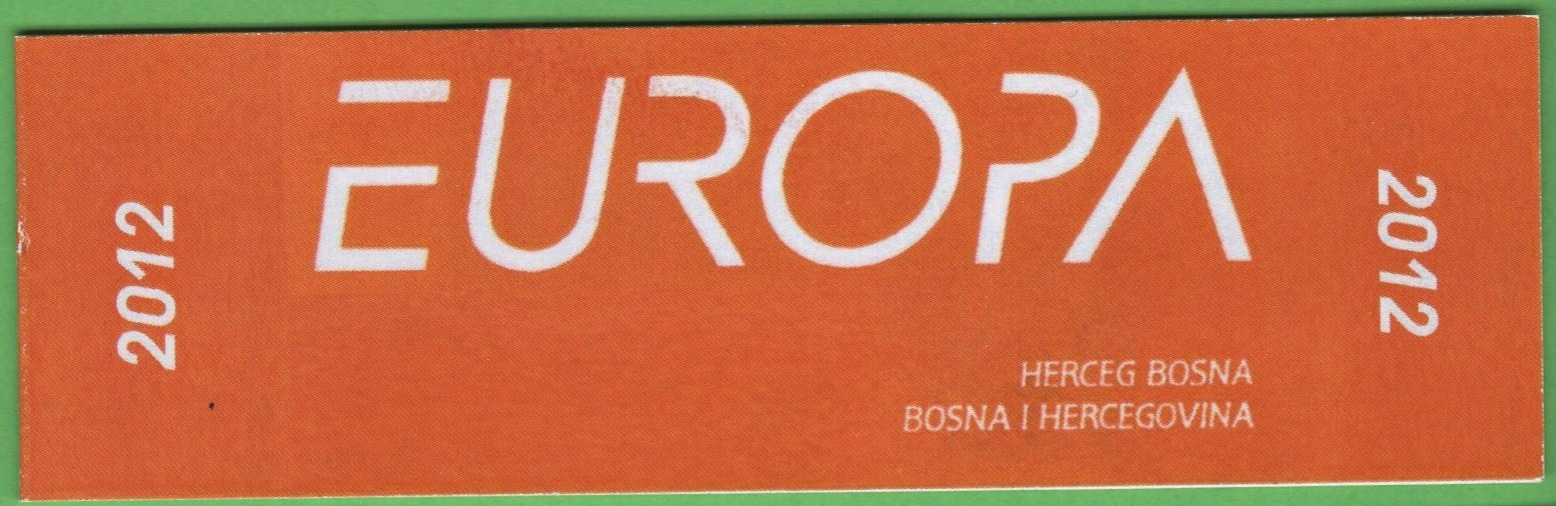 2012
EUROPA
2012
HERCEG BOSNA
BOSNA I HERCEGOVINA